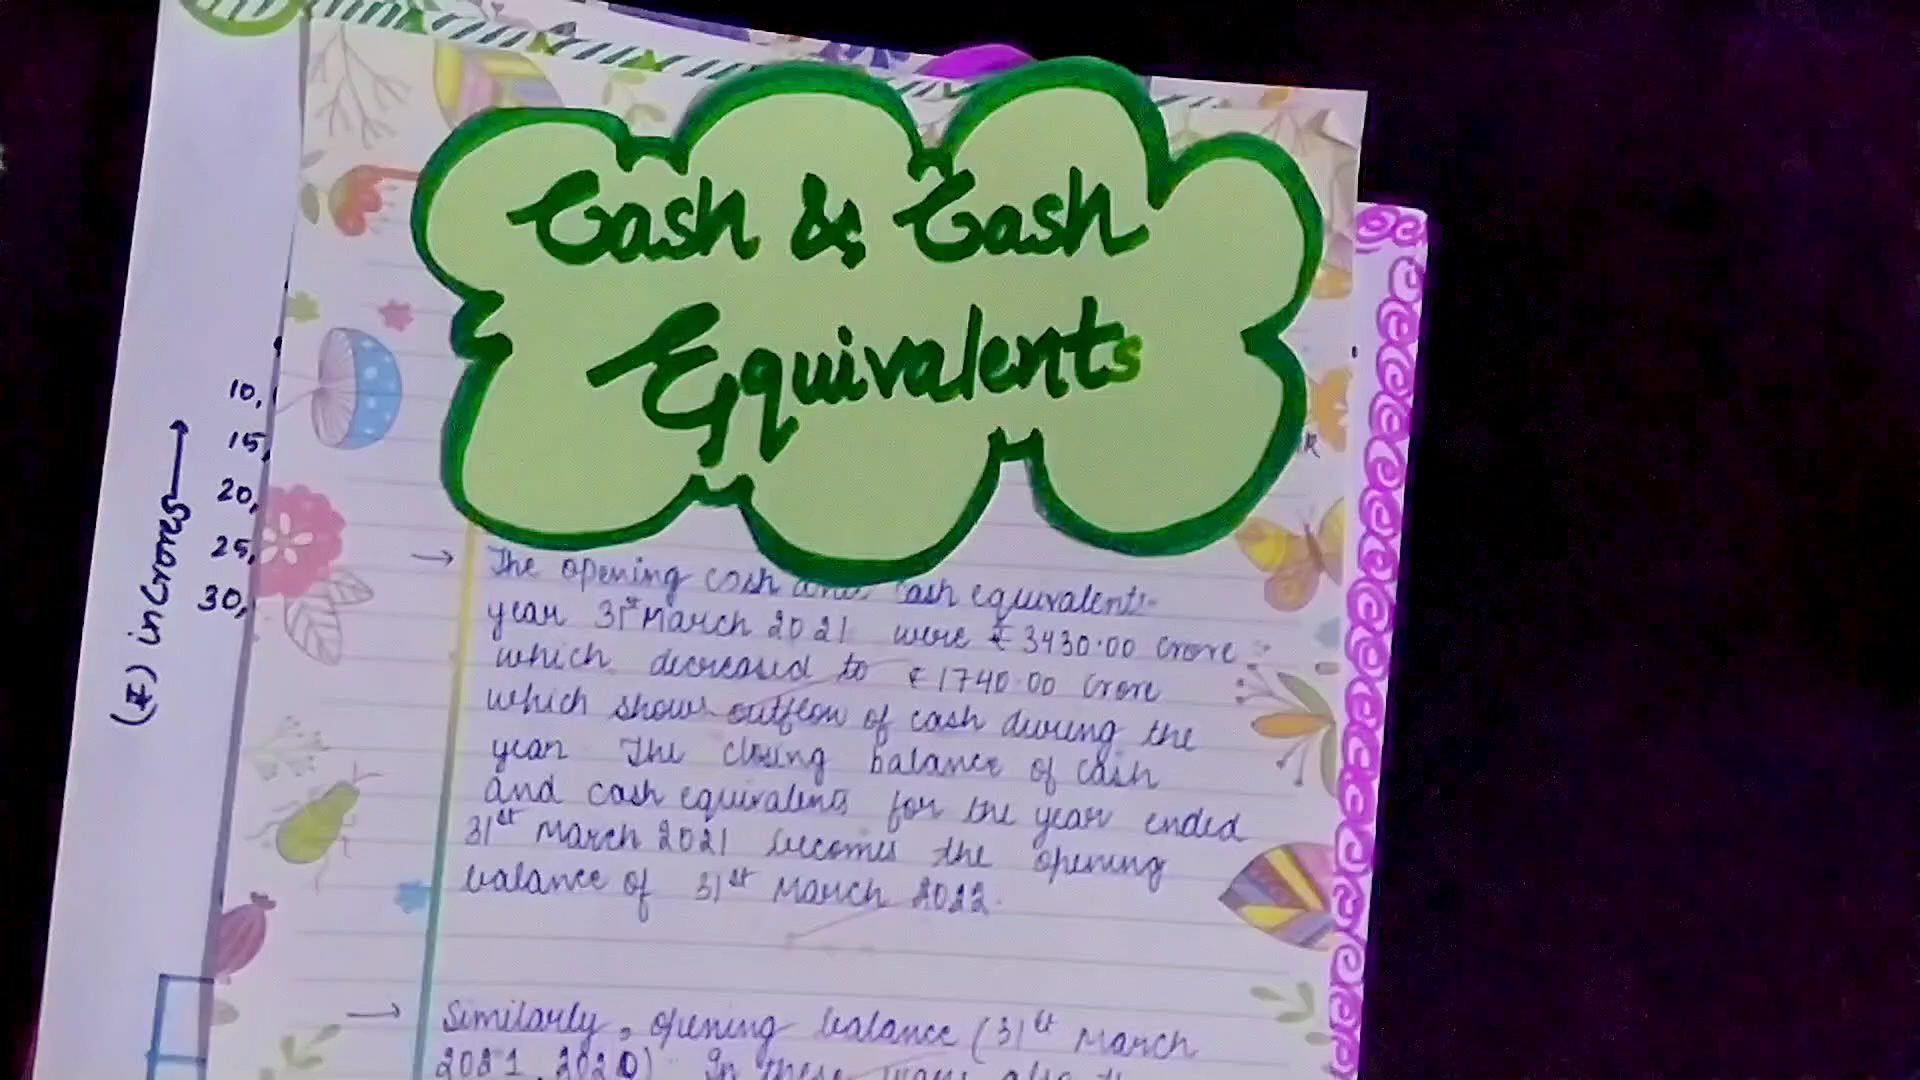 Cash & Cash
Equivalents
(₹) in Crores →
10,
15,
20,
25,
30,
→ The opening cash and cash equivalents
year 31st March 2021 were ₹ 3430.00 crore
which decreased to ₹ 1740.00 crore
which shows outflow of cash during the
year. The closing balance of cash
and cash equivalents for the year ended
31st March 2021 becomes the opening
balance of 31st March 2022.
→ Similarly, opening balance (31st March
2021, 2020). In these years also